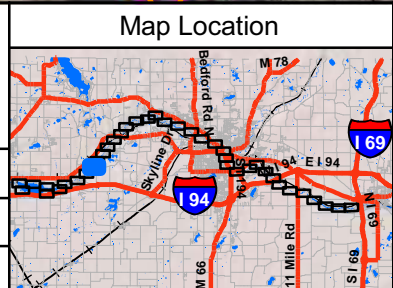 Map Location
M 78
Bedford Rd N
I 69
Skyline Dr
94
E I 94
I 94
N I 69
M 66
11 Mile Rd
S I 69